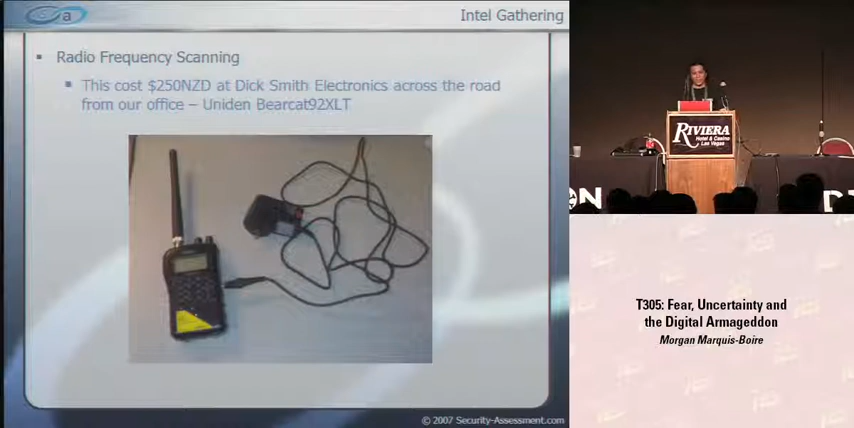 a
Intel Gathering
Radio Frequency Scanning
This cost $250NZD at Dick Smith Electronics across the road
from our office – Uniden Bearcat92XLT
© 2007 Security-Assessment.com
RIVIERA
Hotel & Casino
Las Vegas
T305: Fear, Uncertainty and
the Digital Armageddon
Morgan Marquis-Boire